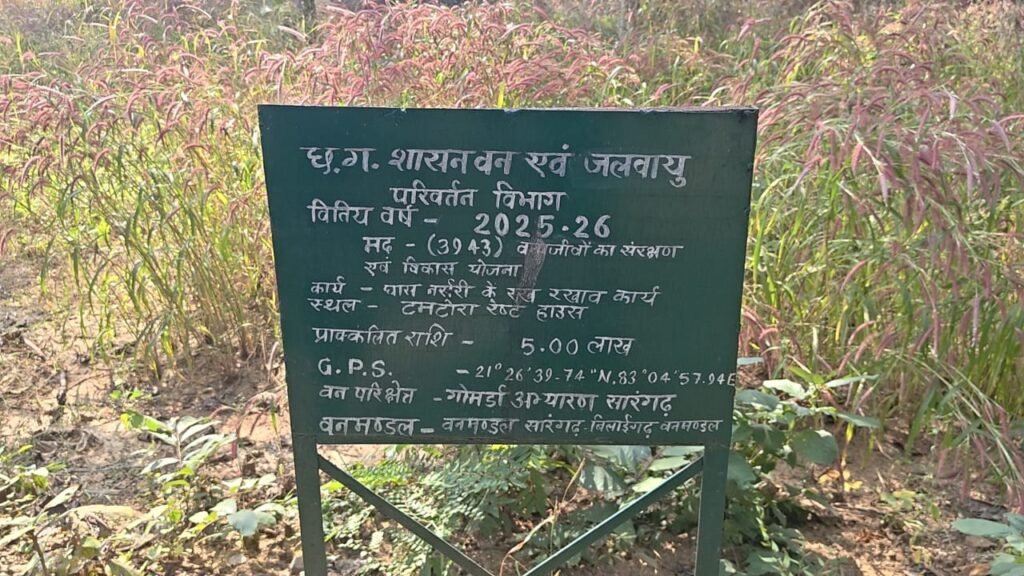 छ.ग. शासन वन एवं जलवायु
परिवर्तन विभाग
वितिय वर्ष - 2025-26
मद - (3943) व जीवों का संरक्षण
एवं विकास योजना
कार्य - घास नर्सरी के रख रखाव कार्य
स्थल - टमटोरा रेस्ट हाउस
प्राक्कलित राशि - 5.00 लाख
G.P.S. - 21°26'39-74"N.83°04'57.94E
वन परिक्षेत - गोमर्डा अभ्यारण सारंगढ़
वनमण्डल - वनमण्डल सारंगढ़ बिलाईगढ़ वनमण्डल